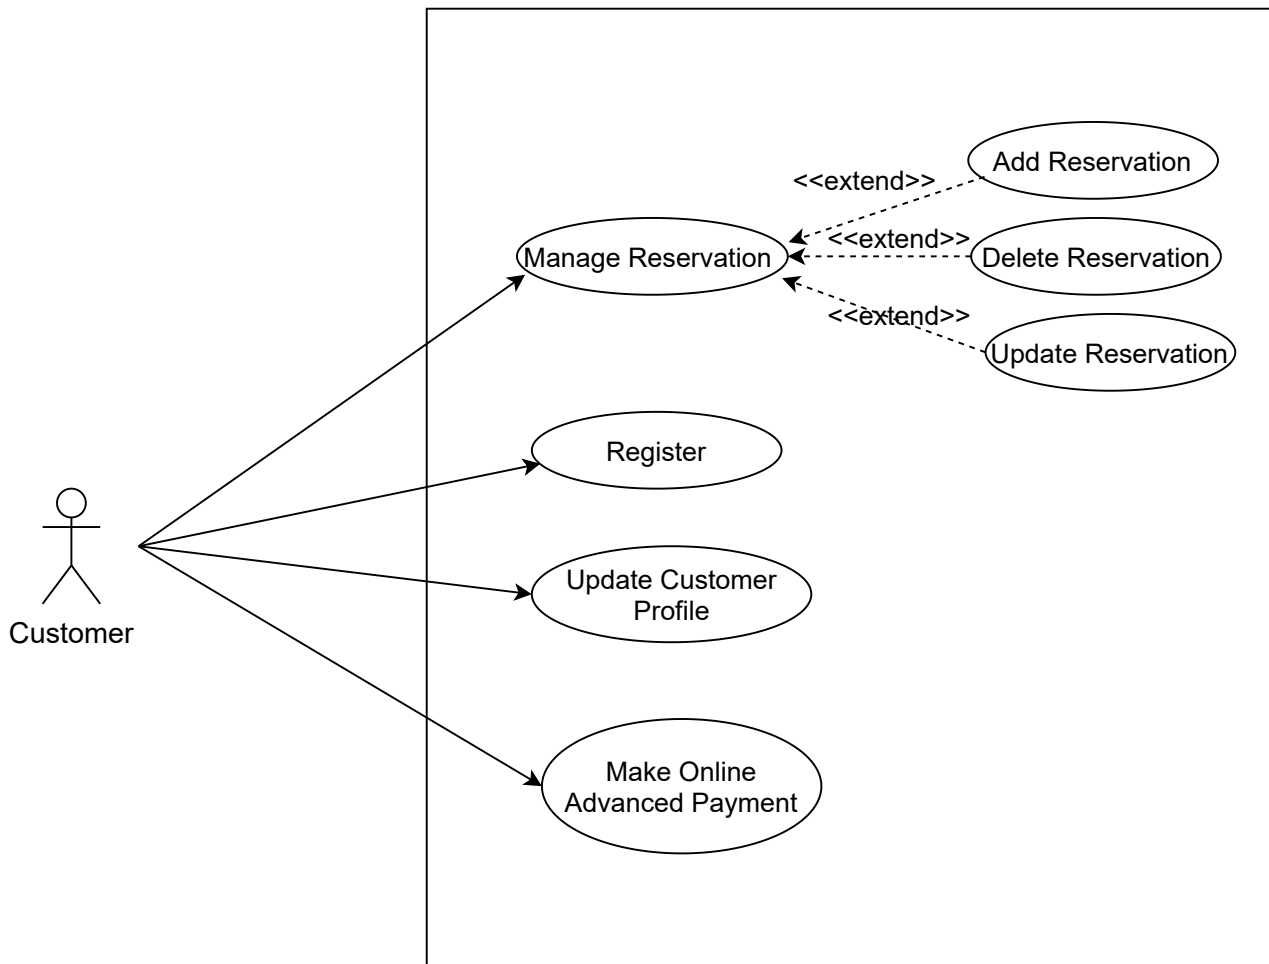 Add Reservation
<<extend>>
Manage Reservation
<<extend>>
Delete Reservation
<<extend>>
Update Reservation
Register
Update Customer
Profile
Customer
Make Online
Advanced Payment